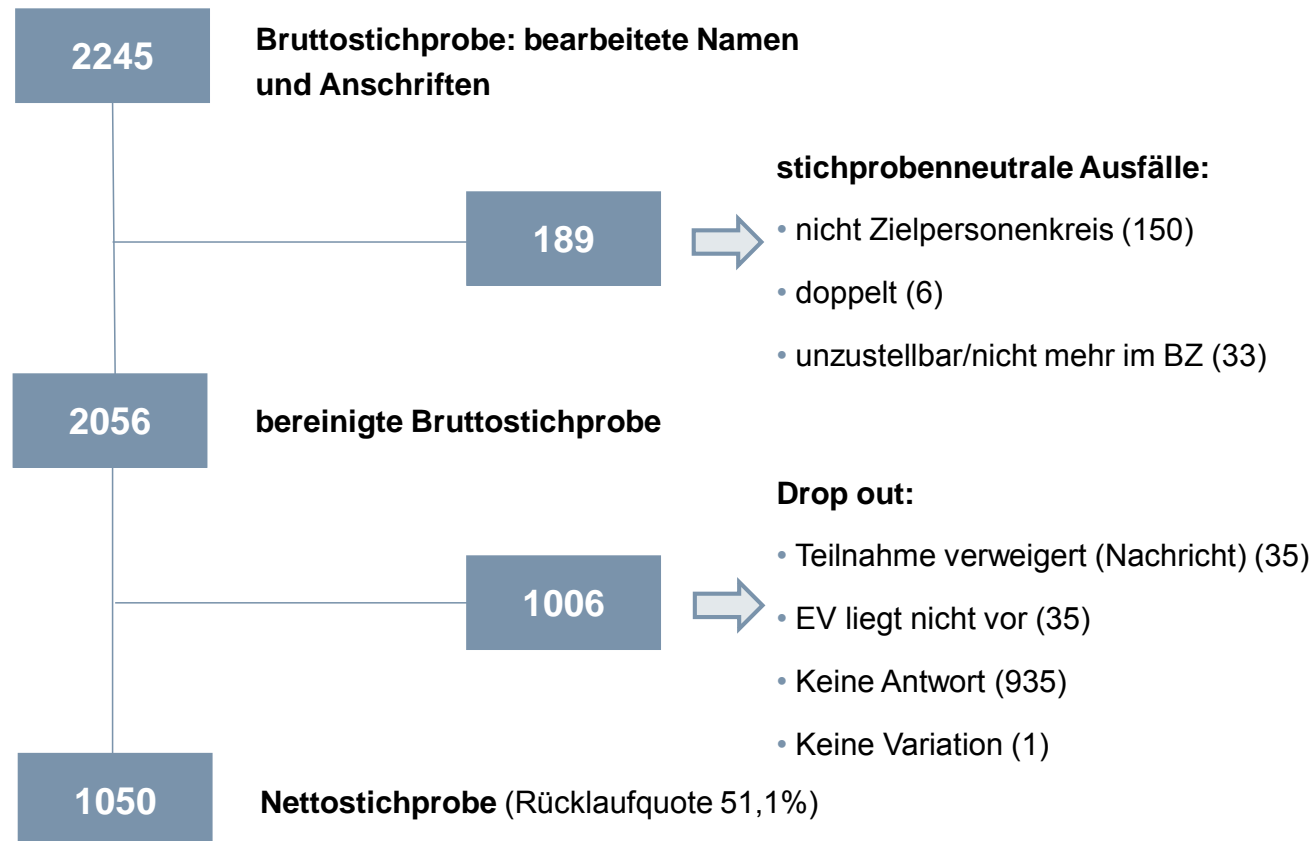 2245
Bruttostichprobe: bearbeitete Namen
und Anschriften
189
stichprobenneutrale Ausfälle:
• nicht Zielpersonenkreis (150)
• doppelt (6)
• unzustellbar/nicht mehr im BZ (33)
2056
bereinigte Bruttostichprobe
1006
Drop out:
• Teilnahme verweigert (Nachricht) (35)
• EV liegt nicht vor (35)
• Keine Antwort (935)
• Keine Variation (1)
1050
Nettostichprobe (Rücklaufquote 51,1%)